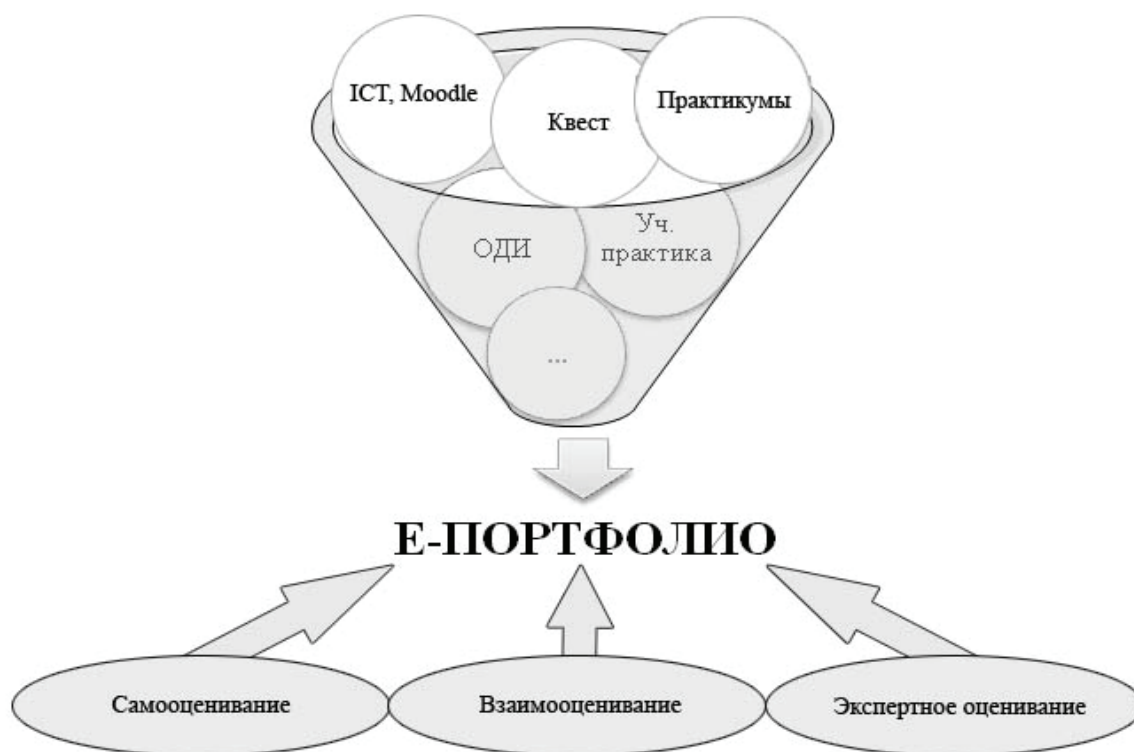 ICT, Moodle
Квест
Практикумы
ОДИ
Уч.
практика
...
Е-ПОРТФОЛИО
Самооценивание
Взаимооценивание
Экспертное оценивание